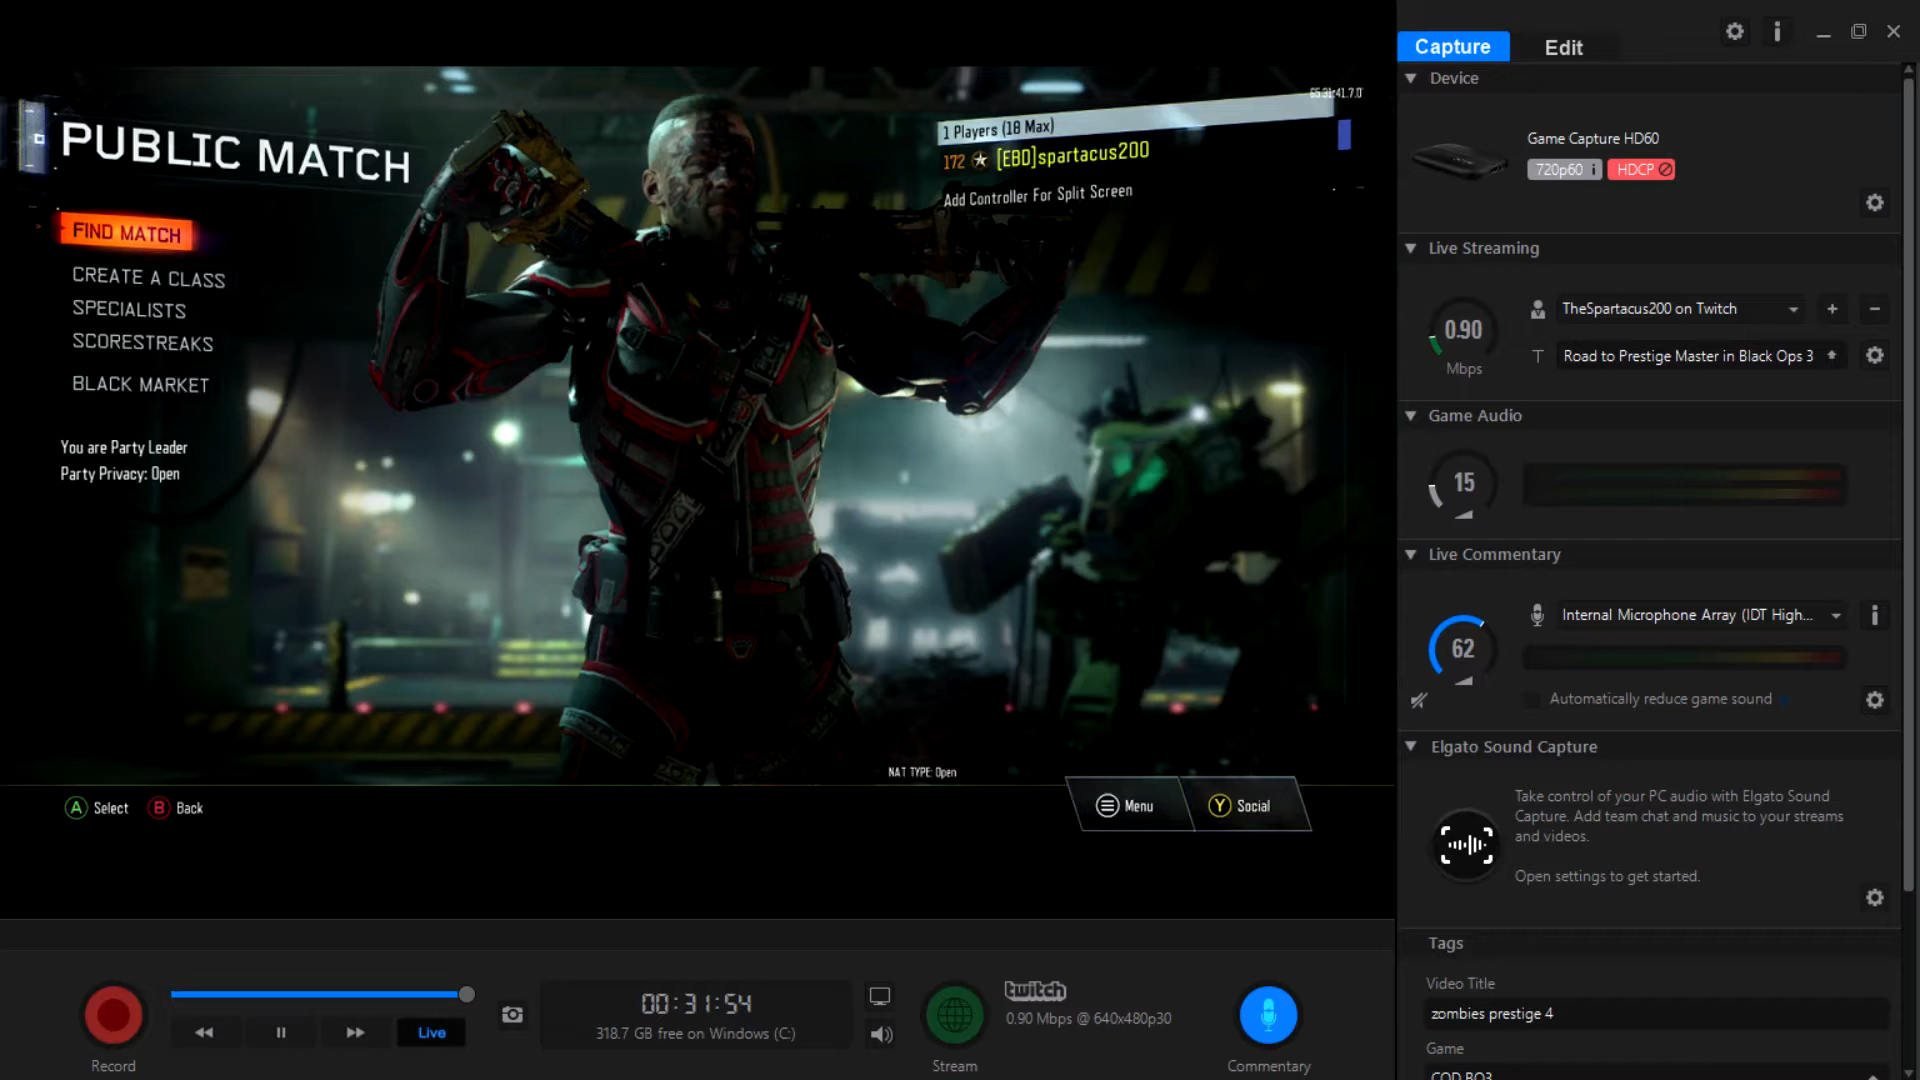 Capture
Edit
Device
Game Capture HD60
720p60 i
HDCP
Live Streaming
0.90
Mbps
TheSpartacus200 on Twitch
T
Road to Prestige Master in Black Ops 3
Game Audio
15
Live Commentary
62
Internal Microphone Array (IDT High...
Automatically reduce game sound
Elgato Sound Capture
Take control of your PC audio with Elgato Sound
Capture. Add team chat and music to your streams
and videos.
Open settings to get started.
Tags
Video Title
zombies prestige 4
Game
COD BO3
PUBLIC MATCH
FIND MATCH
CREATE A CLASS
SPECIALISTS
SCORESTREAKS
BLACK MARKET
You are Party Leader
Party Privacy: Open
1 Players (18 Max)
172 [EBD]spartacus200
Add Controller For Split Screen
NAT TYPE: Open
A Select
B Back
Menu
Y Social
Record
Live
00:31:54
318.7 GB free on Windows (C:)
Stream
twitch
0.90 Mbps @ 640x480p30
Commentary